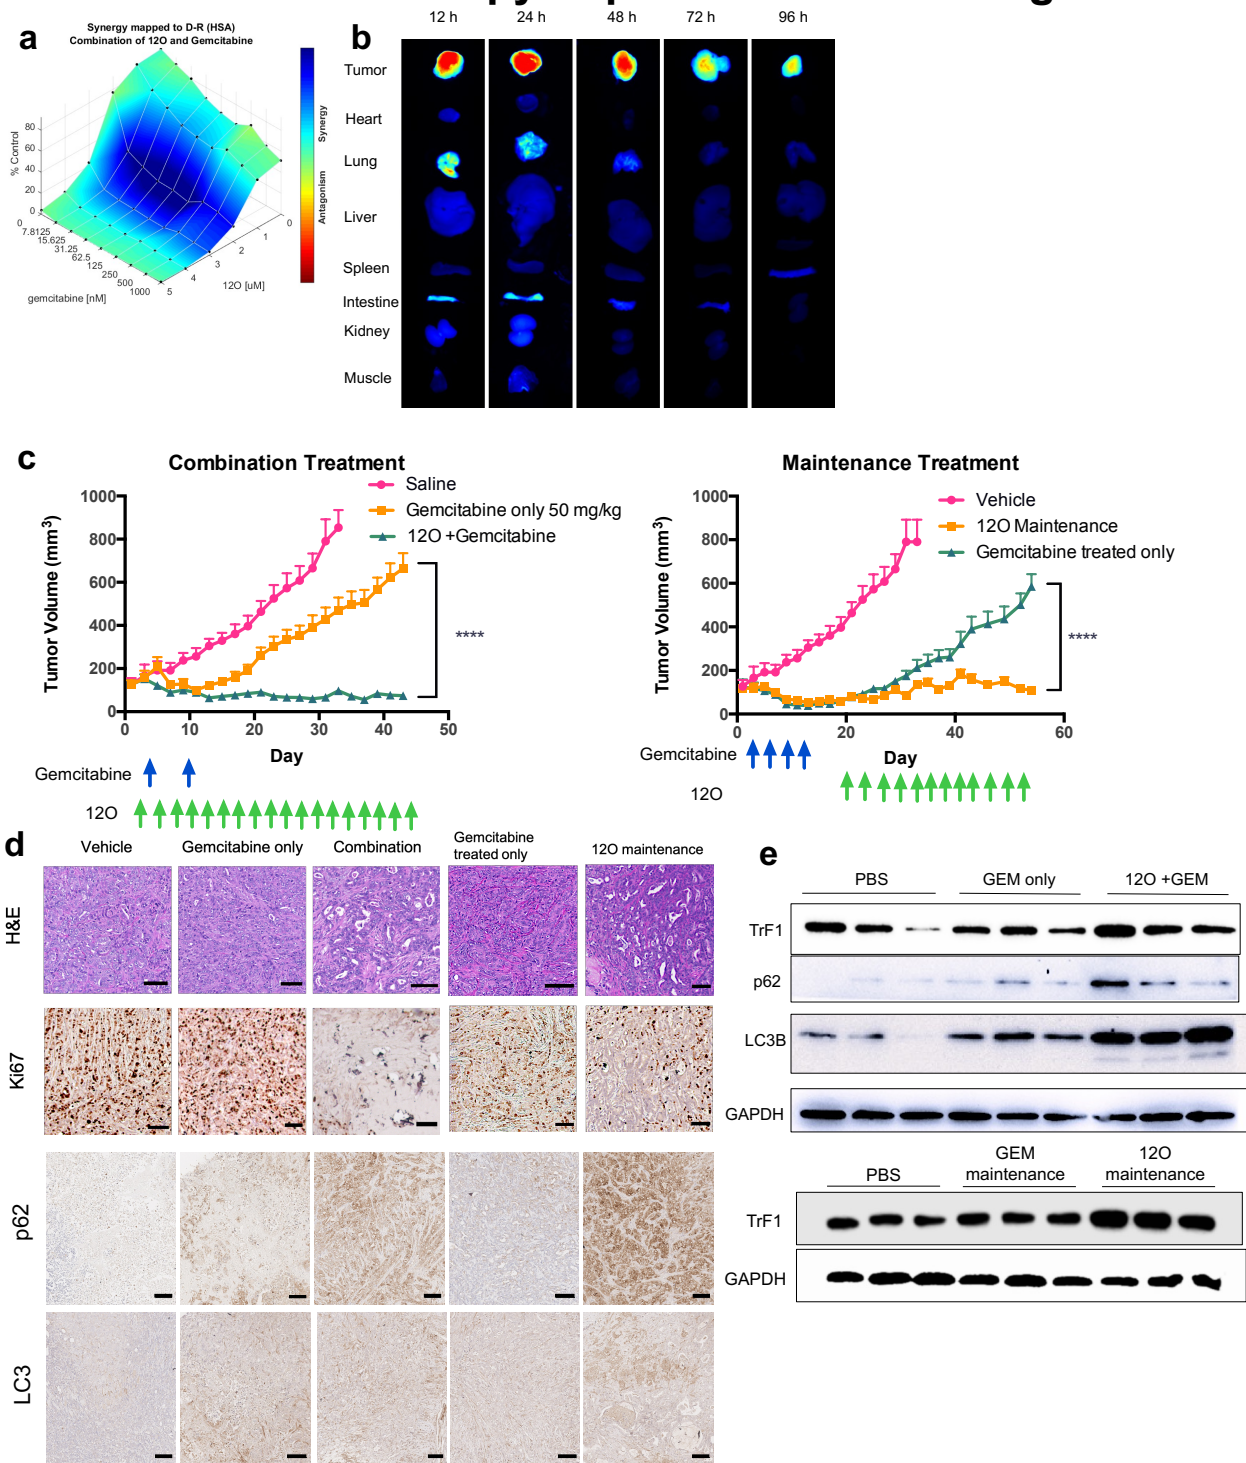 a
Synergy mapped to D-R (HSA)
Combination of 12O and Gemcitabine
% Control
80
60
40
20
0
0
7.8125
15.625
31.25
62.5
125
250
500
1000
gemcitabine [nM]
0
1
2
3
4
5
12O [uM]
Synergy
Antagonism
b
12 h
24 h
48 h
72 h
96 h
Tumor
Heart
Lung
Liver
Spleen
Intestine
Kidney
Muscle
c
Combination Treatment
Saline
Gemcitabine only 50 mg/kg
12O +Gemcitabine
Tumor Volume (mm³)
1000
800
600
400
200
0
0
10
20
30
40
50
Day
****
Gemcitabine
12O
Maintenance Treatment
Vehicle
12O Maintenance
Gemcitabine treated only
Tumor Volume (mm³)
1000
800
600
400
200
0
0
20
40
60
Day
****
Gemcitabine
12O
d
Vehicle
Gemcitabine only
Combination
Gemcitabine
treated only
12O maintenance
H&E
Ki67
p62
LC3
e
PBS
GEM only
12O +GEM
TrF1
p62
LC3B
GAPDH
PBS
GEM
maintenance
12O
maintenance
TrF1
GAPDH